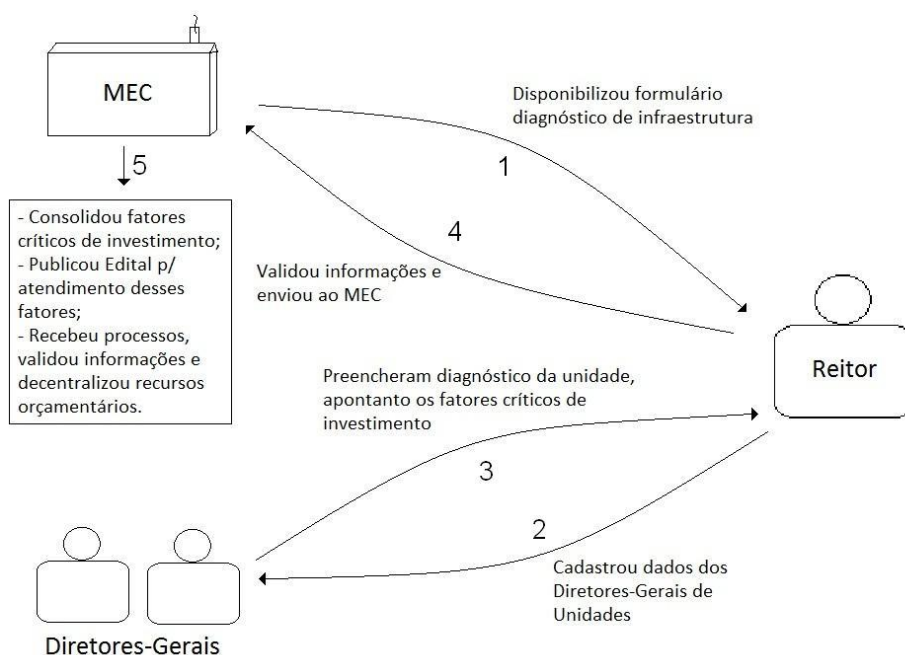 MEC
Disponibilizou formulário
diagnóstico de infraestrutura
1
5
- Consolidou fatores
críticos de investimento;
- Publicou Edital p/
atendimento desses
fatores;
- Recebeu processos,
validou informações e
decentralizou recursos
orçamentários.
4
Validou informações e
enviou ao MEC
Reitor
Preencheram diagnóstico da unidade,
apontanto os fatores críticos de
investimento
3
2
Cadastrou dados dos
Diretores-Gerais de
Unidades
Diretores-Gerais